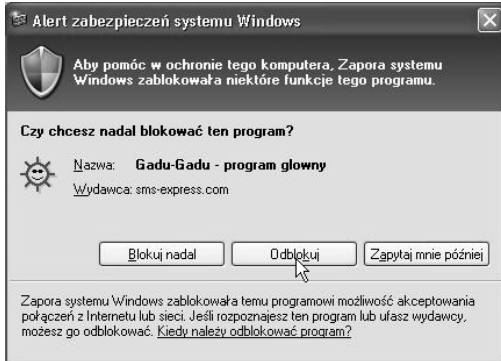 Alert zabezpieczeń systemu Windows
Aby pomóc w ochronie tego komputera, Zapora systemu
Windows zablokowała niektóre funkcje tego programu.
Czy chcesz nadal blokować ten program?
Nazwa: Gadu-Gadu - program glowny
Wydawca: sms-express.com
Blokuj nadal Odblokuj Zapytaj mnie później
Zapora systemu Windows zablokowała temu programowi możliwość akceptowania
połączeń z Internetu lub sieci. Jeśli rozpoznajesz ten program lub ufasz wydawcy,
możesz go odblokować. Kiedy należy odblokować program?